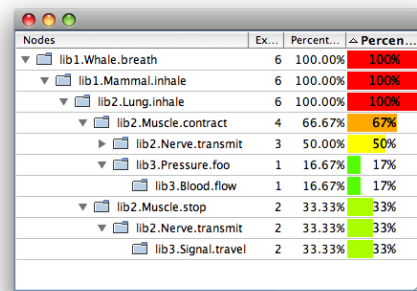 Nodes Ex... Percent... Percen...
lib1.Whale.breath 6 100.00% 100%
lib1.Mammal.inhale 6 100.00% 100%
lib2.Lung.inhale 6 100.00% 100%
lib2.Muscle.contract 4 66.67% 67%
lib2.Nerve.transmit 3 50.00% 50%
lib3.Pressure.foo 1 16.67% 17%
lib3.Blood.flow 1 16.67% 17%
lib2.Muscle.stop 2 33.33% 33%
lib2.Nerve.transmit 2 33.33% 33%
lib3.Signal.travel 2 33.33% 33%